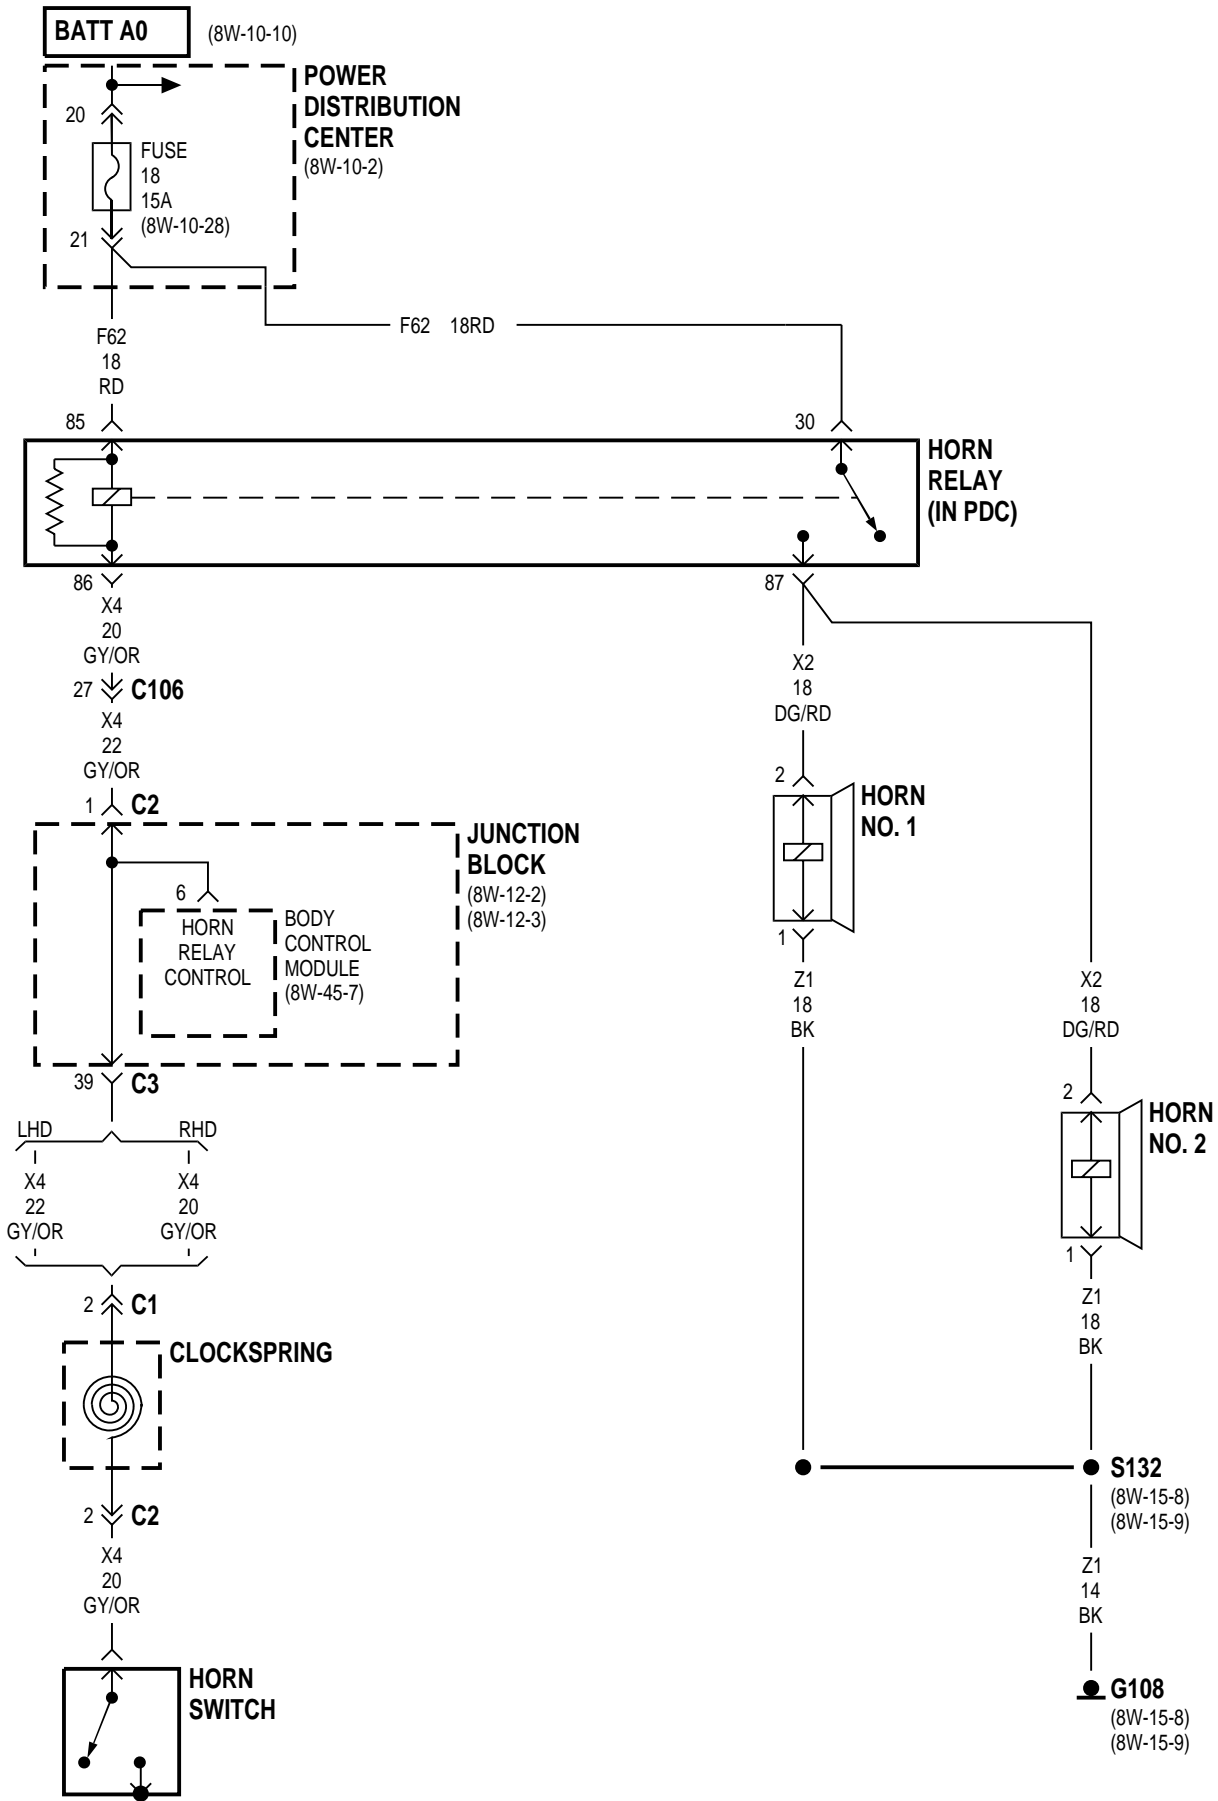 BATT A0
(8W-10-10)
POWER
DISTRIBUTION
CENTER
(8W-10-2)
20
FUSE
18
15A
(8W-10-28)
21
F62
18
RD
F62 18RD
85
30
HORN
RELAY
(IN PDC)
86
X4
20
GY/OR
27
C106
X4
22
GY/OR
1
C2
87
X2
18
DG/RD
2
HORN
NO. 1
1
Z1
18
BK
JUNCTION
BLOCK
(8W-12-2)
(8W-12-3)
6
HORN
RELAY
CONTROL
BODY
CONTROL
MODULE
(8W-45-7)
39
C3
X2
18
DG/RD
2
HORN
NO. 2
1
Z1
18
BK
LHD
RHD
X4
22
GY/OR
X4
20
GY/OR
2
C1
CLOCKSPRING
2
C2
X4
20
GY/OR
HORN
SWITCH
S132
(8W-15-8)
(8W-15-9)
Z1
14
BK
G108
(8W-15-8)
(8W-15-9)